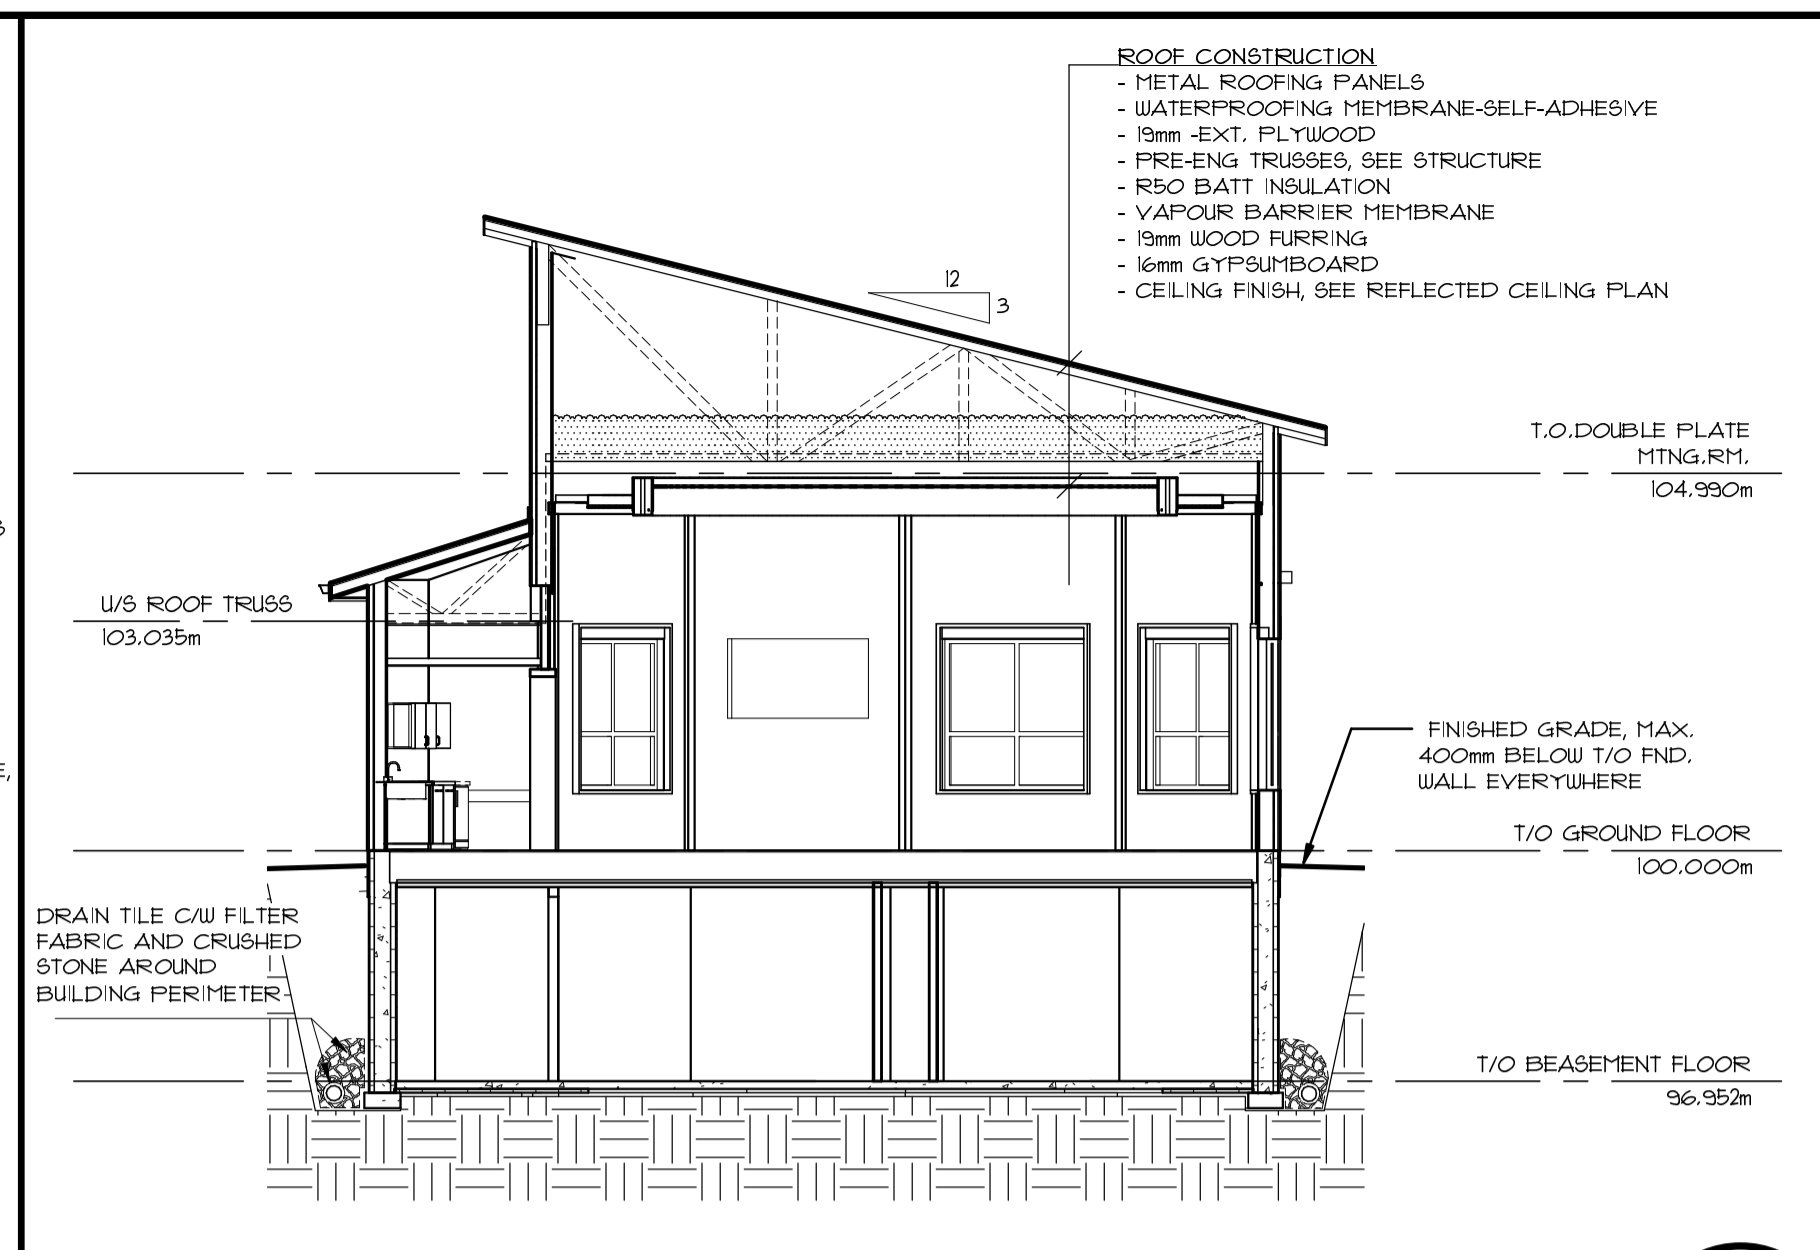 ROOF CONSTRUCTION
- METAL ROOFING PANELS
- WATERPROOFING MEMBRANE-SELF-ADHESIVE
- 19mm -EXT. PLYWOOD
- PRE-ENG TRUSSES, SEE STRUCTURE
- R50 BATT INSULATION
- VAPOUR BARRIER MEMBRANE
- 19mm WOOD FURRING
- 16mm GYPSUMBOARD
- CEILING FINISH, SEE REFLECTED CEILING PLAN
12
3
T.O.DOUBLE PLATE
MTNG.RM.
104.990m
U/S ROOF TRUSS
103.035m
FINISHED GRADE, MAX.
400mm BELOW T/O FND.
WALL EVERYWHERE
T/O GROUND FLOOR
100.000m
DRAIN TILE C/W FILTER
FABRIC AND CRUSHED
STONE AROUND
BUILDING PERIMETER
T/O BEASEMENT FLOOR
96.952m